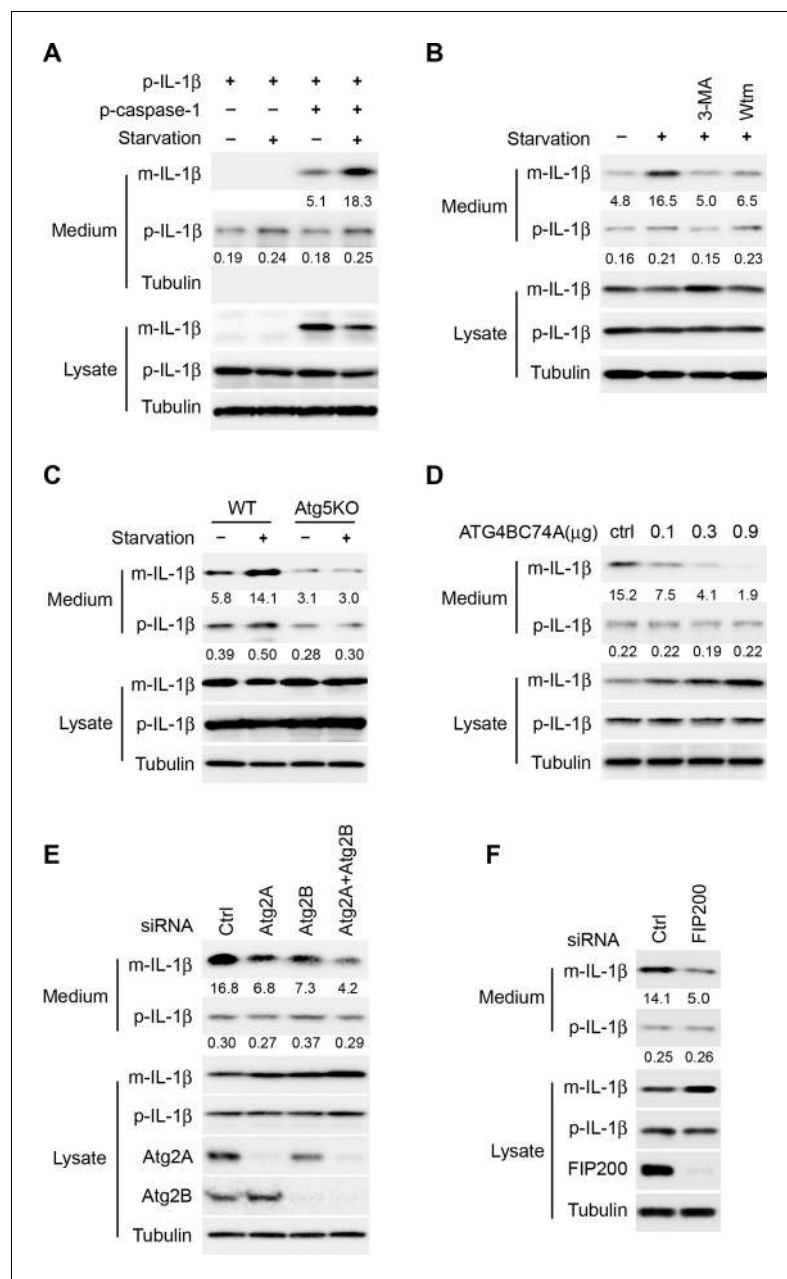 A
p-IL-1β + + + +
p-caspase-1 – – + +
Starvation – + – +
Medium
m-IL-1β
5.1 18.3
p-IL-1β
0.19 0.24 0.18 0.25
Tubulin
Lysate
m-IL-1β
p-IL-1β
Tubulin
B
3-MA Wtm
Starvation – + + +
Medium
m-IL-1β
4.8 16.5 5.0 6.5
p-IL-1β
0.16 0.21 0.15 0.23
Lysate
m-IL-1β
p-IL-1β
Tubulin
C
WT Atg5KO
Starvation – + – +
Medium
m-IL-1β
5.8 14.1 3.1 3.0
p-IL-1β
0.39 0.50 0.28 0.30
Lysate
m-IL-1β
p-IL-1β
Tubulin
D
ATG4BC74A(μg) ctrl 0.1 0.3 0.9
Medium
m-IL-1β
15.2 7.5 4.1 1.9
p-IL-1β
0.22 0.22 0.19 0.22
Lysate
m-IL-1β
p-IL-1β
Tubulin
E
siRNA Ctrl Atg2A Atg2B Atg2A+Atg2B
Medium
m-IL-1β
16.8 6.8 7.3 4.2
p-IL-1β
0.30 0.27 0.37 0.29
Lysate
m-IL-1β
p-IL-1β
Atg2A
Atg2B
Tubulin
F
siRNA Ctrl FIP200
Medium
m-IL-1β
14.1 5.0
p-IL-1β
0.25 0.26
Lysate
m-IL-1β
p-IL-1β
FIP200
Tubulin